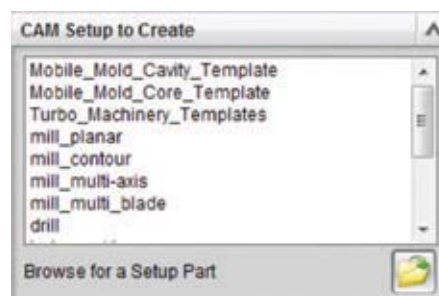 CAM Setup to Create
Mobile_Mold_Cavity_Template
Mobile_Mold_Core_Template
Turbo_Machinery_Templates
mill_planar
mill_contour
mill_multi-axis
mill_multi_blade
drill
Browse for a Setup Part